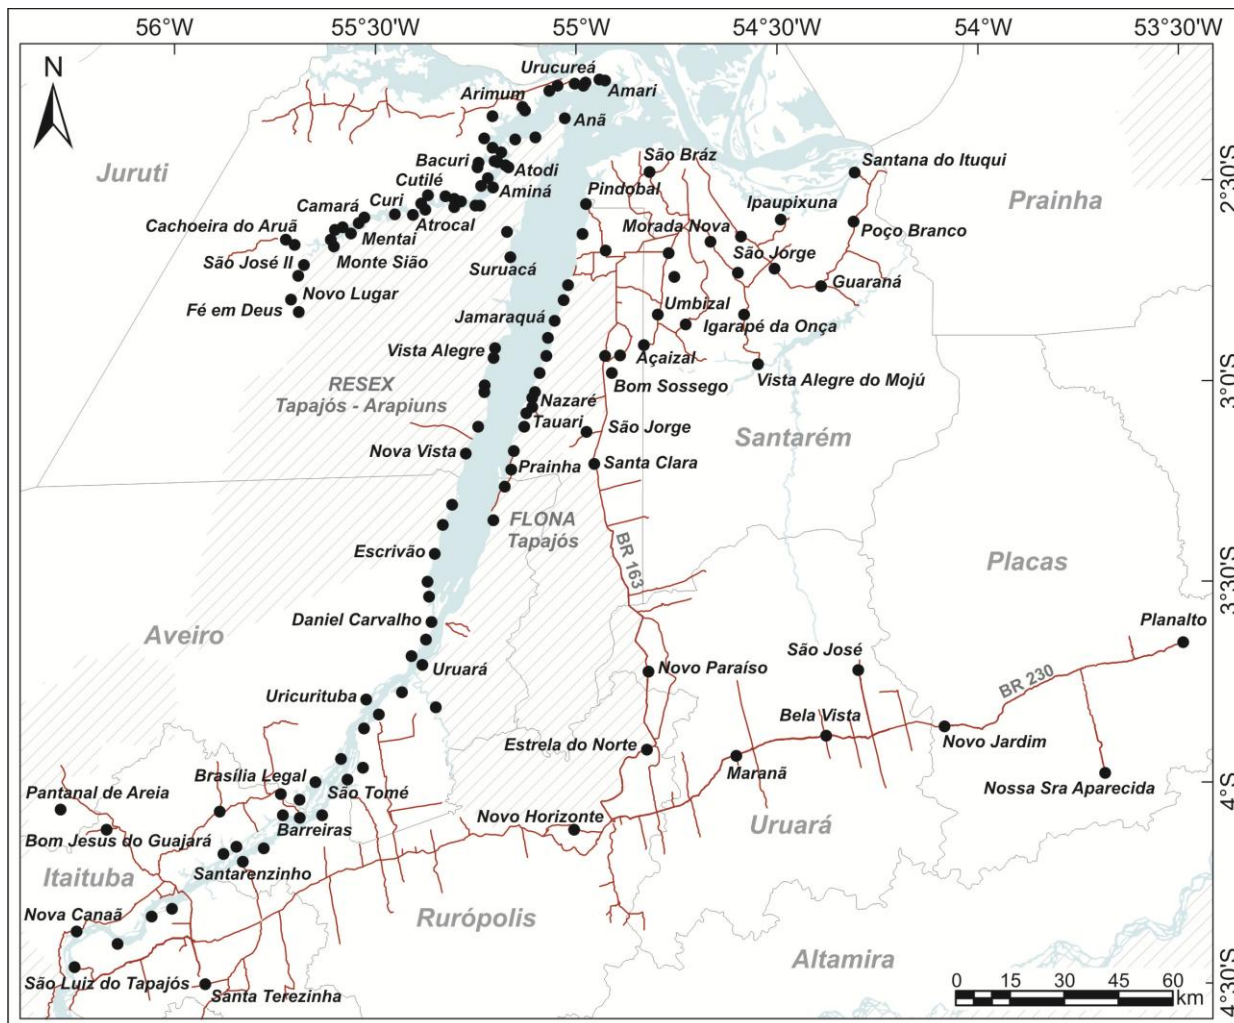 56°W
55°30'W
55°W
54°30'W
54°W
53°30'W
N
Urucureá
Arimum
Amari
Anã
São Bráz
Santana do Ituqui
2°30'S
Juruti
Bacuri
Atodi
Cutilé
Aminá
Pindobal
Ipaupixuna
Prainha
Camará
Curi
Cachoeira do Aruã
Atrocal
Morada Nova
Poço Branco
Mentai
São José II
Monte Sião
Suruacá
São Jorge
Guaraná
Novo Lugar
Fé em Deus
Jamaraquá
Umbizal
Igarapé da Onça
Vista Alegre
Açaizal
3°S
RESEX
Tapajós - Arapiuns
Bom Sossego
Vista Alegre do Mojú
Nazaré
Tauari
São Jorge
Santarém
Nova Vista
Prainha
Santa Clara
FLONA
Tapajós
Escrivão
BR 163
Placas
3°30'S
Daniel Carvalho
Aveiro
Planalto
Uruará
Novo Paraíso
São José
Uricurituba
BR 230
Bela Vista
Estrela do Norte
Novo Jardim
Maranã
Brasília Legal
Nossa Sra Aparecida
4°S
Pantanal de Areia
São Tomé
Novo Horizonte
Uruará
Barreiras
Bom Jesus do Guajará
Itaituba
Santarenzinho
Nova Canaã
Rurópolis
Altamira
São Luiz do Tapajós
Santa Terezinha
0 15 30 45 60
km
4°30'S